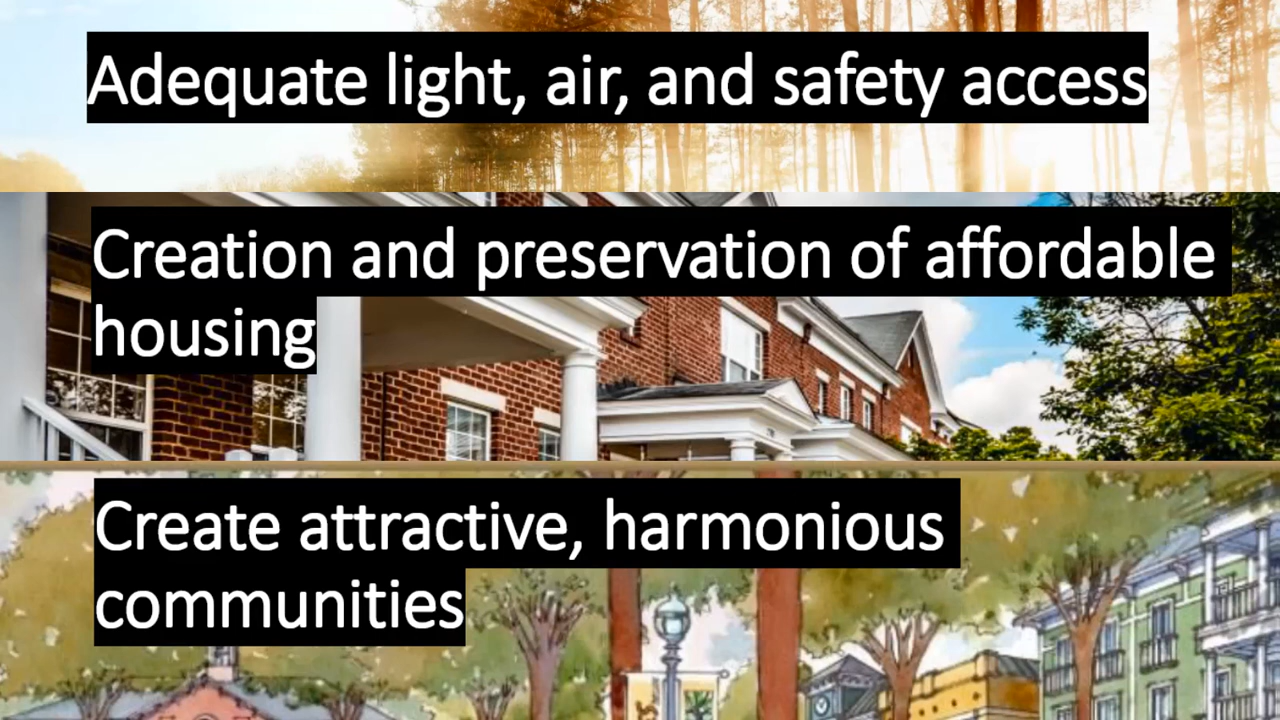 Adequate light, air, and safety access
Creation and preservation of affordable
housing
Create attractive, harmonious
communities